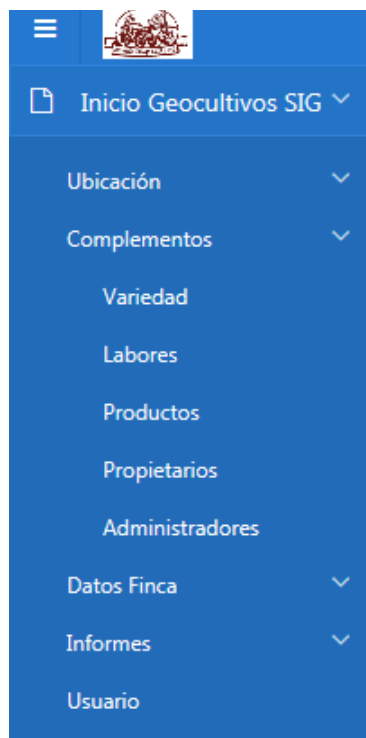 Inicio Geocultivos SIG
Ubicación
Complementos
Variedad
Labores
Productos
Propietarios
Administradores
Datos Finca
Informes
Usuario